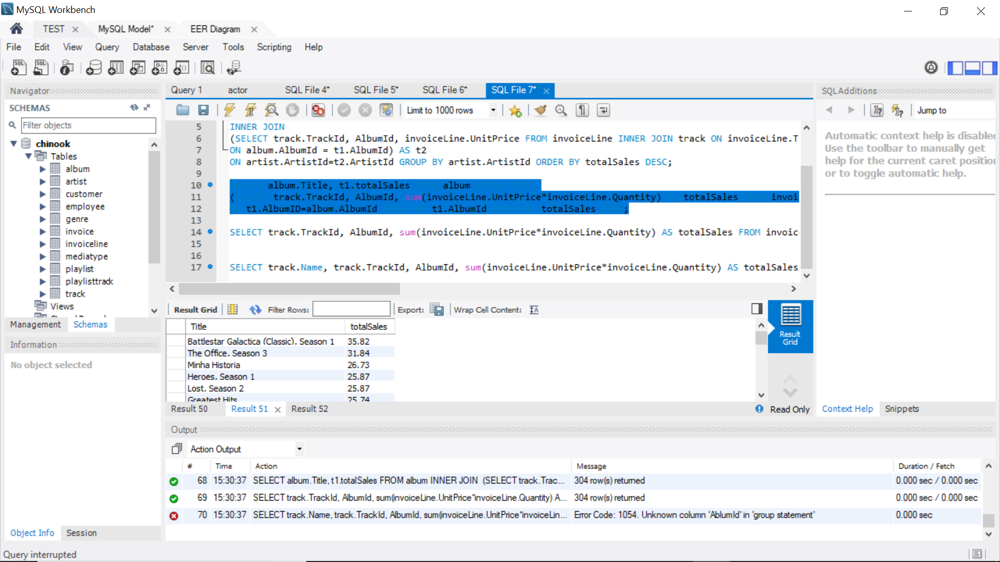 MySQL Workbench
TEST
MySQL Model*
EER Diagram
File Edit View Query Database Server Tools Scripting Help
Navigator
SCHEMAS
Filter objects
chinook
Tables
album
artist
customer
employee
genre
invoice
invoiceline
mediatype
playlist
playlisttrack
track
Views
Management Schemas
Information
No object selected
Object Info Session
Query interrupted
Query 1 actor SQL File 4* SQL File 5* SQL File 6* SQL File 7*
Limit to 1000 rows
5 INNER JOIN
6 (SELECT track.TrackId, AlbumId, invoiceLine.UnitPrice FROM invoiceLine INNER JOIN track ON invoiceLine.T
7 ON album.AlbumId = t1.AlbumId) AS t2
8 ON artist.ArtistId=t2.ArtistId GROUP BY artist.ArtistId ORDER BY totalSales DESC;
9
10 album.Title, t1.totalSales album
11 ( track.TrackId, AlbumId, sum(invoiceLine.UnitPrice*invoiceLine.Quantity) totalSales invoi
12 t1.AlbumID=album.AlbumId t1.AlbumId totalSales ;
13
14 SELECT track.TrackId, AlbumId, sum(invoiceLine.UnitPrice*invoiceLine.Quantity) AS totalSales FROM invoic
15
16
17 SELECT track.Name, track.TrackId, AlbumId, sum(invoiceLine.UnitPrice*invoiceLine.Quantity) AS totalSales
Result Grid Filter Rows: Export: Wrap Cell Content:
Title totalSales
Battlestar Galactica (Classic), Season 1 35.82
The Office, Season 3 31.84
Minha Historia 26.73
Heroes, Season 1 25.87
Lost, Season 2 25.87
Greatest Hits 25.74
Result Grid
Result 50 Result 51 Result 52
Read Only
SQLAdditions
Jump to
Automatic context help is disabled
Use the toolbar to manually get
help for the current caret position
or to toggle automatic help.
Context Help Snippets
Output
Action Output
# Time Action Message Duration / Fetch
68 15:30:37 SELECT album.Title, t1.totalSales FROM album INNER JOIN (SELECT track.Trac... 304 row(s) returned 0.000 sec / 0.000 sec
69 15:30:37 SELECT track.TrackId, AlbumId, sum(invoiceLine.UnitPrice*invoiceLine.Quantity) A... 304 row(s) returned 0.000 sec / 0.000 sec
70 15:30:37 SELECT track.Name, track.TrackId, AlbumId, sum(invoiceLine.UnitPrice*invoiceLin... Error Code: 1054. Unknown column 'AblumId' in 'group statement' 0.000 sec